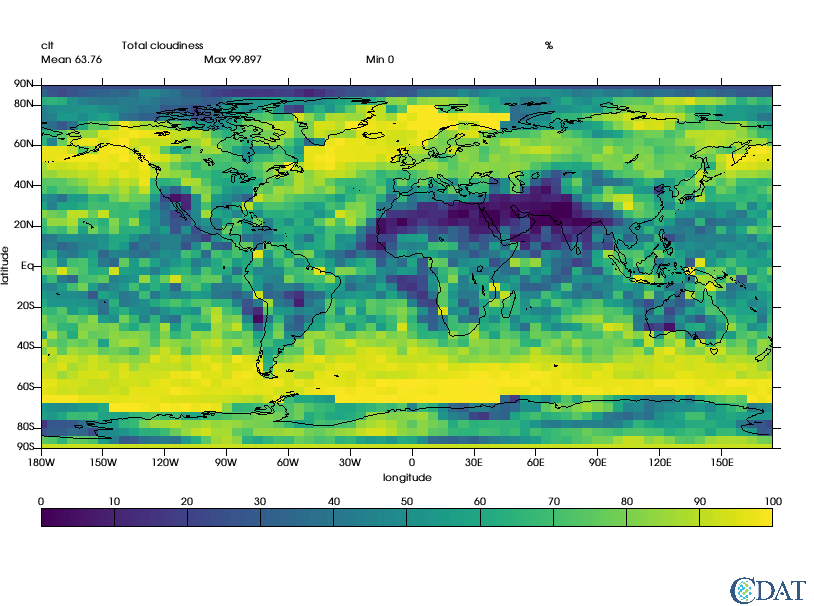 clt Total cloudiness %
Mean 63.76 Max 99.897 Min 0
90N
80N
60N
40N
20N
Eq
20S
40S
60S
80S
90S
latitude
180W 150W 120W 90W 60W 30W 0 30E 60E 90E 120E 150E
longitude
0 10 20 30 40 50 60 70 80 90 100
CDAT